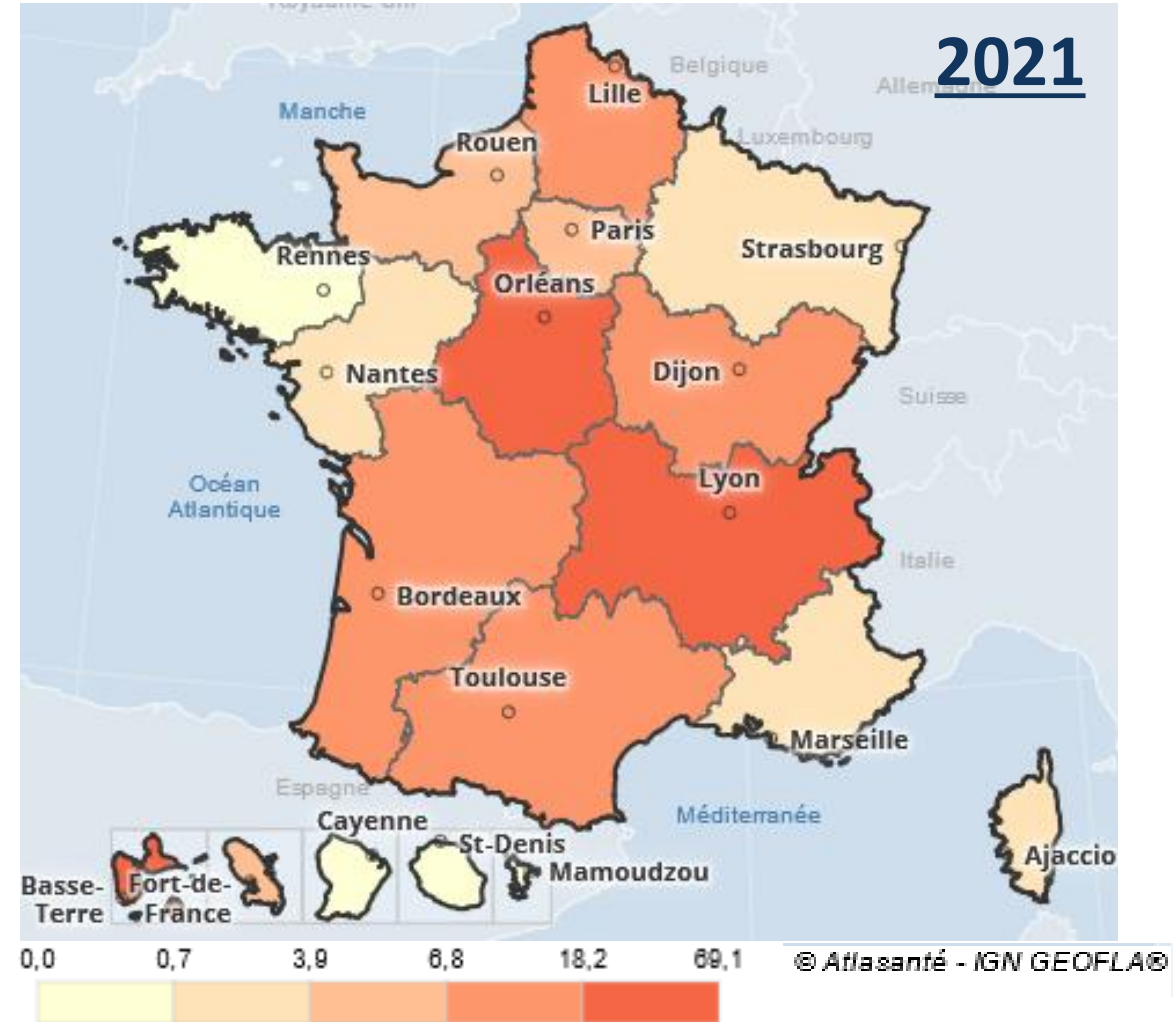 2021
Belgique
Allemagne
Lille
Manche
Luxembourg
Rouen
Paris
Strasbourg
Rennes
Orléans
Nantes
Dijon
Suisse
Lyon
Océan
Atlantique
Italie
Bordeaux
Toulouse
Marseille
Espagne
Méditerranée
Cayenne
St-Denis
Ajaccio
Mamoudzou
Basse-
Terre
Fort-de-
France
0,0 0,7 3,9 6,8 18,2 69,1
© Atlasanté - IGN GEOFLA®